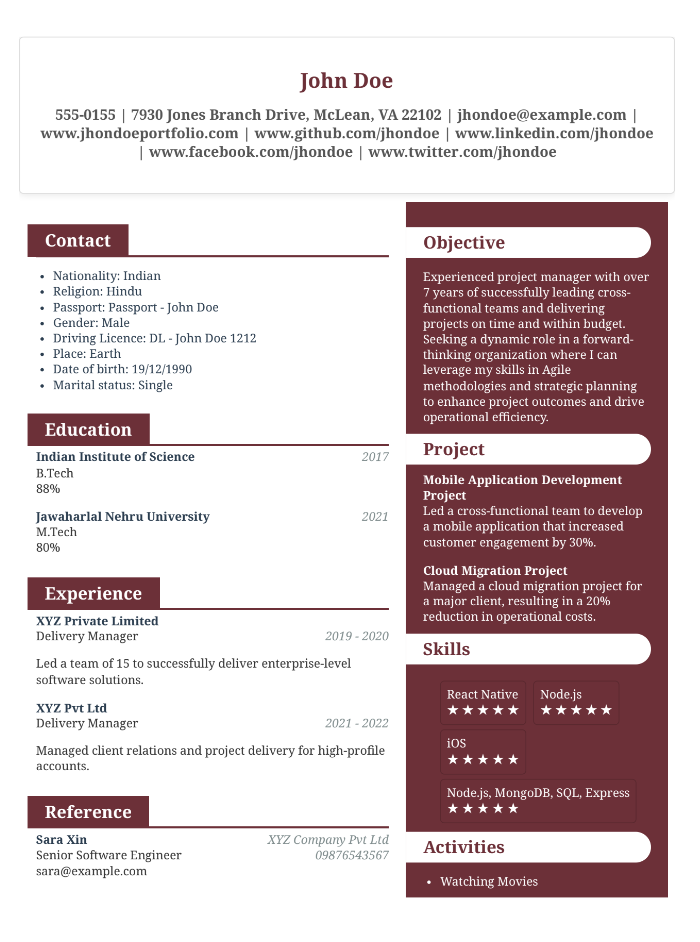 John Doe
555-0155 | 7930 Jones Branch Drive, McLean, VA 22102 | jhondoe@example.com |
www.jhondoeportfolio.com | www.github.com/jhondoe | www.linkedin.com/jhondoe
| www.facebook.com/jhondoe | www.twitter.com/jhondoe
Contact
• Nationality: Indian
• Religion: Hindu
• Passport: Passport - John Doe
• Gender: Male
• Driving Licence: DL - John Doe 1212
• Place: Earth
• Date of birth: 19/12/1990
• Marital status: Single
Education
Indian Institute of Science 2017
B.Tech
88%
Jawaharlal Nehru University 2021
M.Tech
80%
Experience
XYZ Private Limited
Delivery Manager 2019 - 2020
Led a team of 15 to successfully deliver enterprise-level
software solutions.
XYZ Pvt Ltd
Delivery Manager 2021 - 2022
Managed client relations and project delivery for high-profile
accounts.
Reference
Sara Xin XYZ Company Pvt Ltd
Senior Software Engineer 09876543567
sara@example.com
Objective
Experienced project manager with over
7 years of successfully leading cross-
functional teams and delivering
projects on time and within budget.
Seeking a dynamic role in a forward-
thinking organization where I can
leverage my skills in Agile
methodologies and strategic planning
to enhance project outcomes and drive
operational efficiency.
Project
Mobile Application Development
Project
Led a cross-functional team to develop
a mobile application that increased
customer engagement by 30%.
Cloud Migration Project
Managed a cloud migration project for
a major client, resulting in a 20%
reduction in operational costs.
Skills
React Native Node.js
★★★★★ ★★★★★
iOS
★★★★★
Node.js, MongoDB, SQL, Express
★★★★★
Activities
• Watching Movies